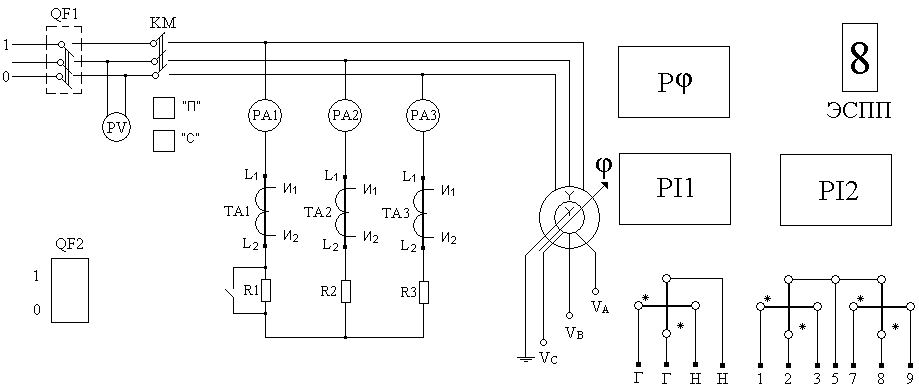 QF1
KM
1
0
PV
"П"
"С"
PA1
PA2
PA3
L1
И1
TA1
И2
L2
L1
И1
TA2
И2
L2
L1
И1
TA3
И2
L2
R1
R2
R3
QF2
1
0
φ
VA
VB
VC
Pφ
8
ЭСПП
PI1
PI2
*
*
*
*
*
*
Г Г Н Н
1 2 3 5 7 8 9